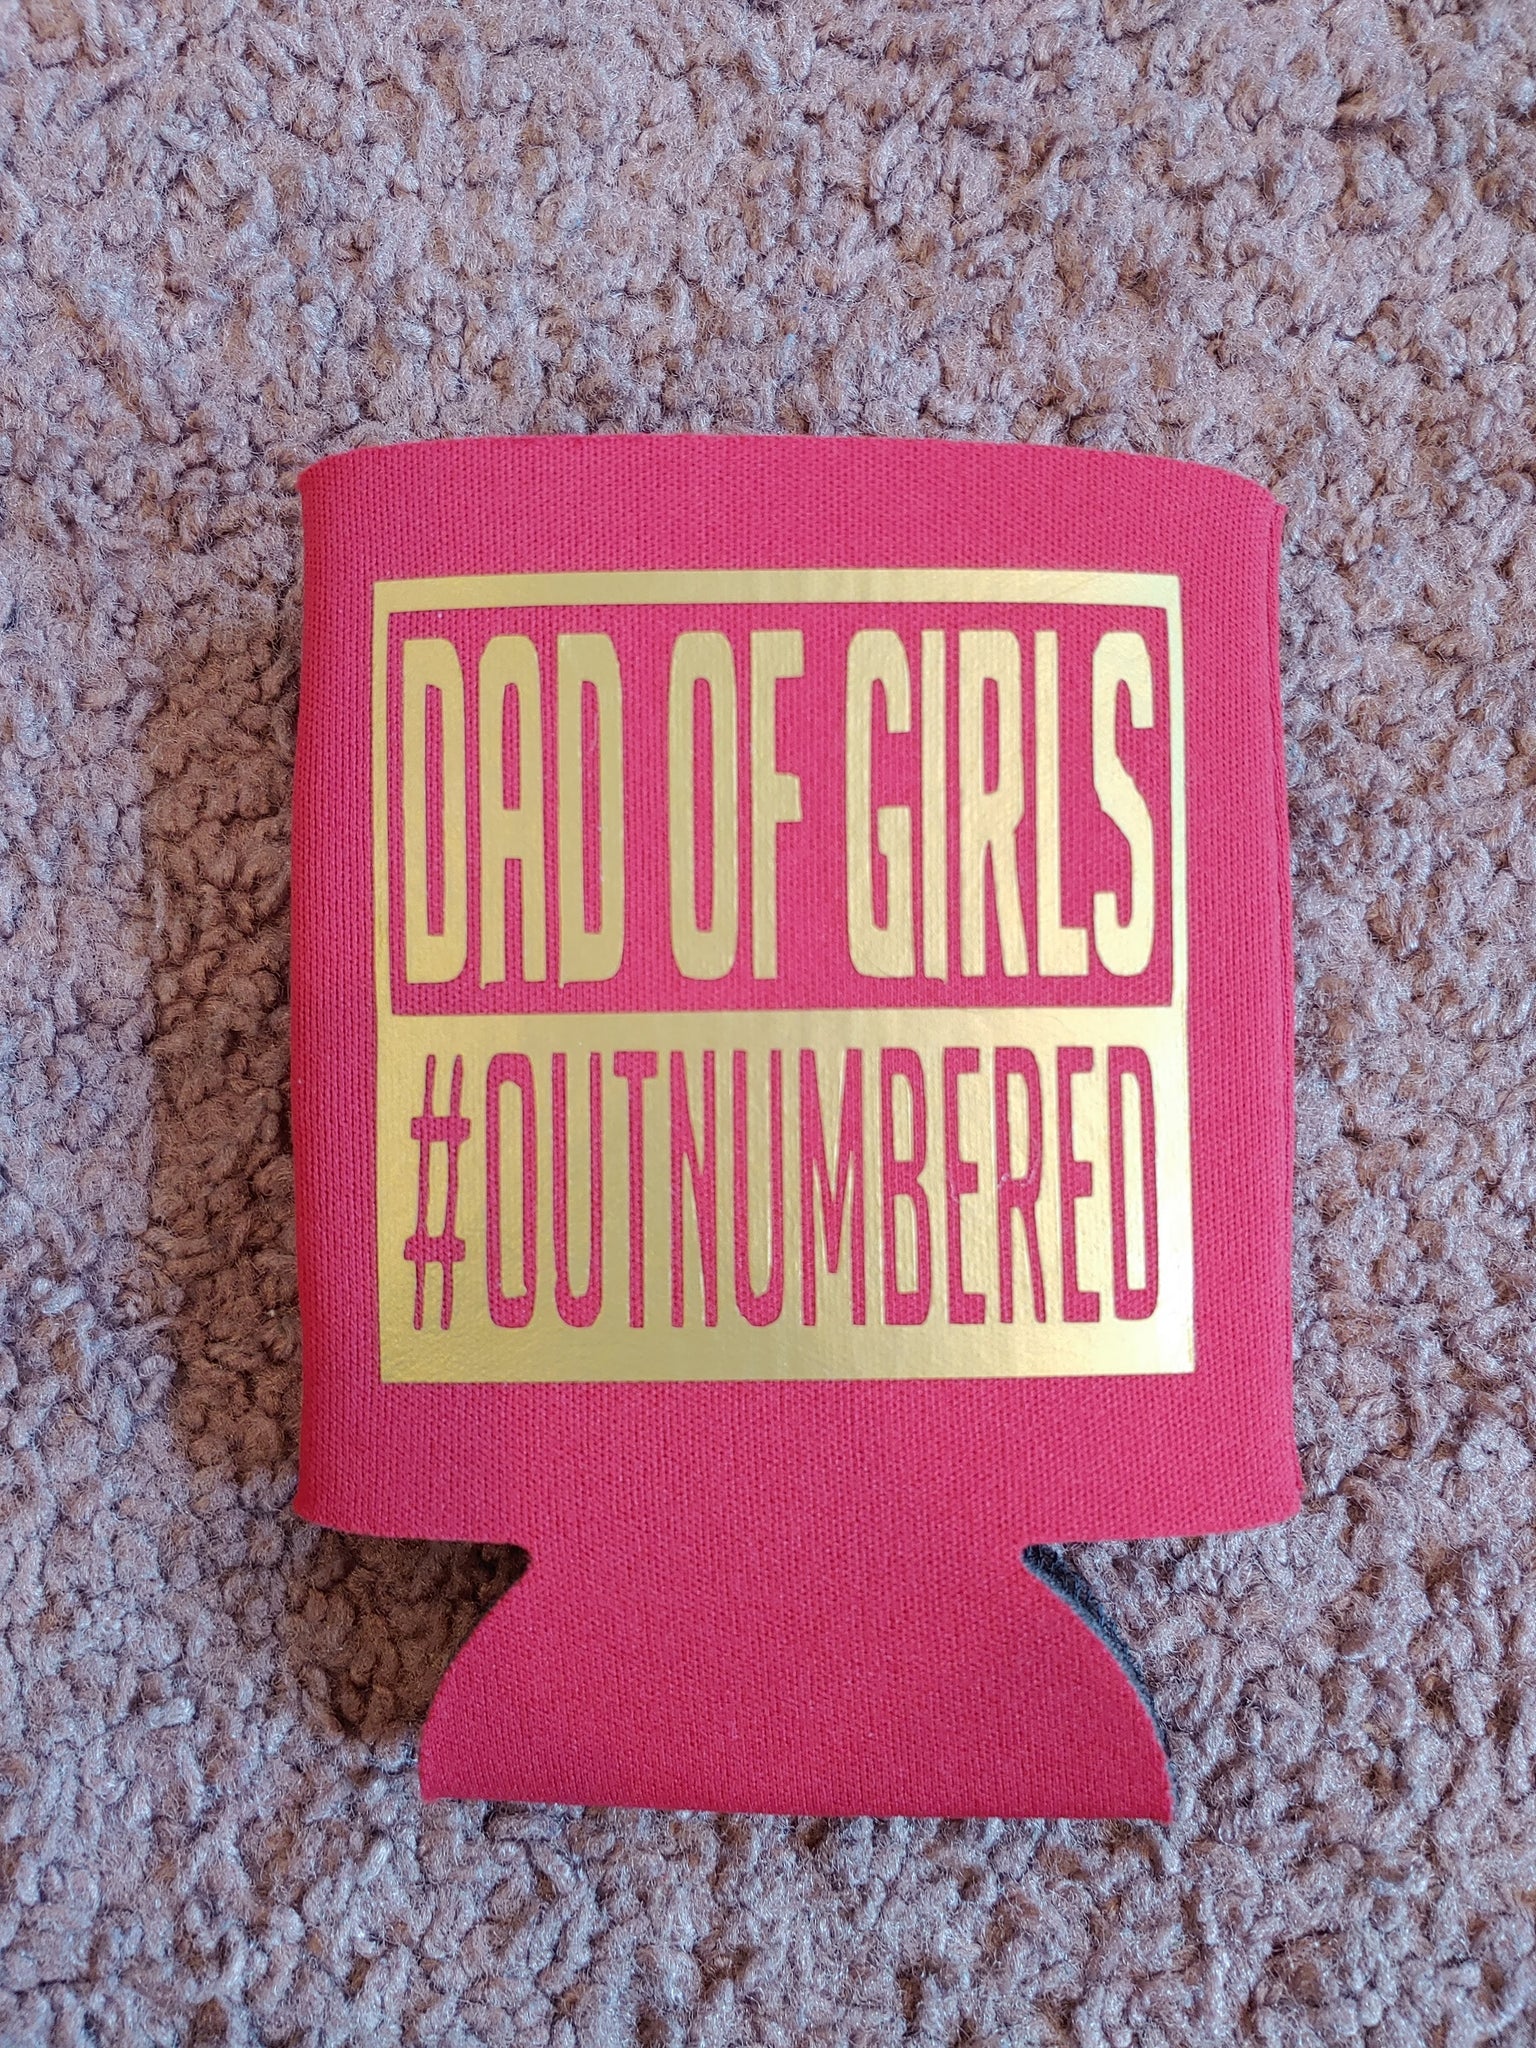 DAD OF GIRLS
#OUTNUMBERED